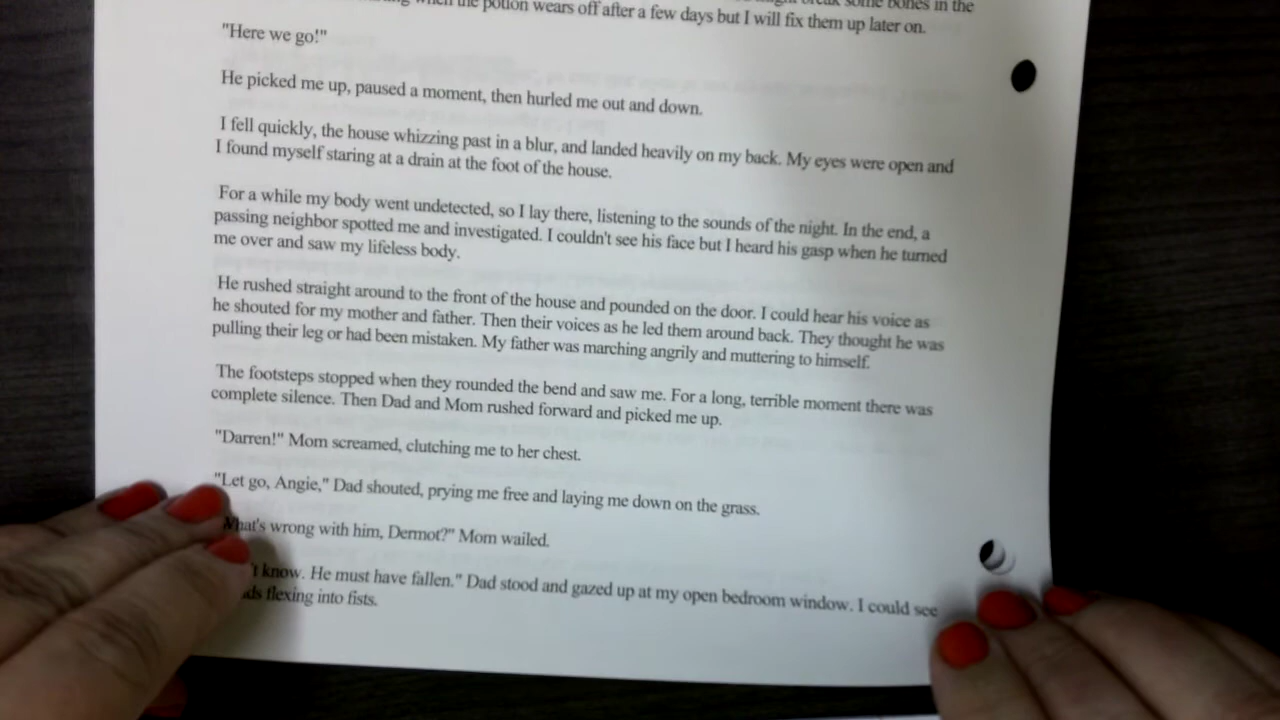 break some bones in the
when the potion wears off after a few days but I will fix them up later on.
"Here we go!"
He picked me up, paused a moment, then hurled me out and down.
I fell quickly, the house whizzing past in a blur, and landed heavily on my back. My eyes were open and
I found myself staring at a drain at the foot of the house.
For a while my body went undetected, so I lay there, listening to the sounds of the night. In the end, a
passing neighbor spotted me and investigated. I couldn't see his face but I heard his gasp when he turned
me over and saw my lifeless body.
He rushed straight around to the front of the house and pounded on the door. I could hear his voice as
he shouted for my mother and father. Then their voices as he led them around back. They thought he was
pulling their leg or had been mistaken. My father was marching angrily and muttering to himself.
The footsteps stopped when they rounded the bend and saw me. For a long, terrible moment there was
complete silence. Then Dad and Mom rushed forward and picked me up.
"Darren!" Mom screamed, clutching me to her chest.
"Let go, Angie," Dad shouted, prying me free and laying me down on the grass.
What's wrong with him, Dermot?" Mom wailed.
know. He must have fallen." Dad stood and gazed up at my open bedroom window. I could see
flexing into fists.